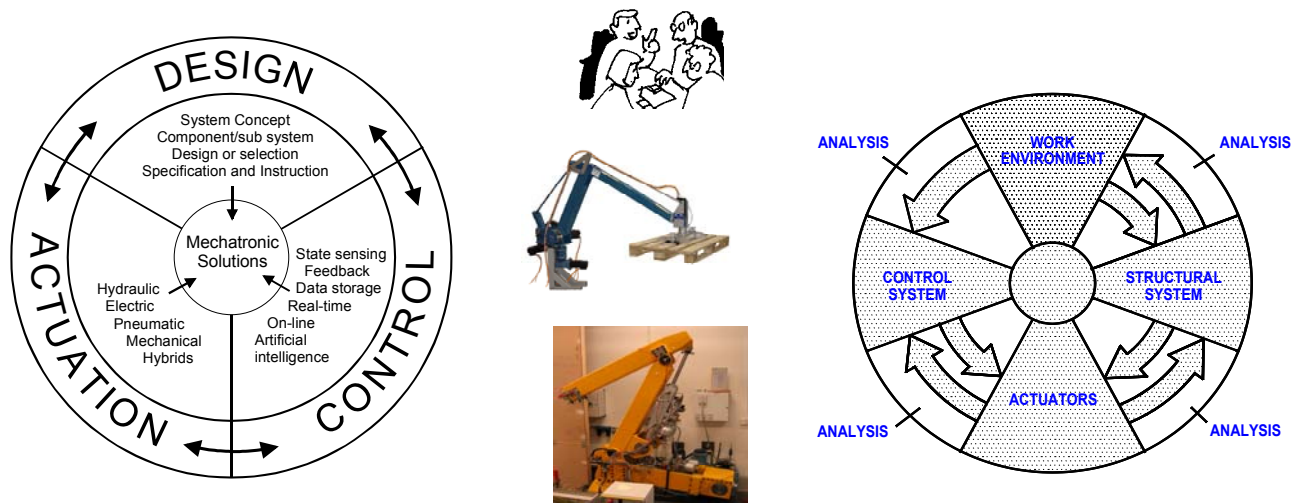 DESIGN
System Concept
Component/sub system
Design or selection
Specification and Instruction
Mechatronic
Solutions
ACTUATION
Hydraulic
Electric
Pneumatic
Mechanical
Hybrids
CONTROL
State sensing
Feedback
Data storage
Real-time
On-line
Artificial
intelligence
ANALYSIS
WORK
ENVIRONMENT
ANALYSIS
CONTROL
SYSTEM
STRUCTURAL
SYSTEM
ACTUATORS
ANALYSIS
ANALYSIS